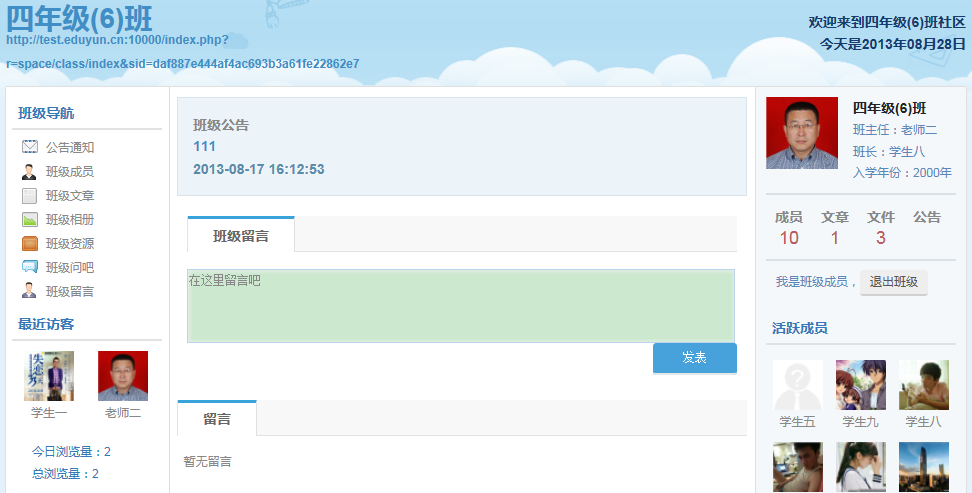 四年级(6)班
http://test.eduyun.cn:10000/index.php?
r=space/class/index&sid=daf887e444af4ac693b3a61fe22862e7
欢迎来到四年级(6)班社区
今天是2013年08月28日
班级导航
公告通知
班级成员
班级文章
班级相册
班级资源
班级问吧
班级留言
最近访客
学生一
老师二
今日浏览量：2
总浏览量：2
班级公告
111
2013-08-17 16:12:53
班级留言
在这里留言吧
发表
留言
暂无留言
四年级(6)班
班主任：老师二
班长：学生八
入学年份：2000年
成员 文章 文件 公告
10 1 3
我是班级成员， 退出班级
活跃成员
学生五 学生九 学生八